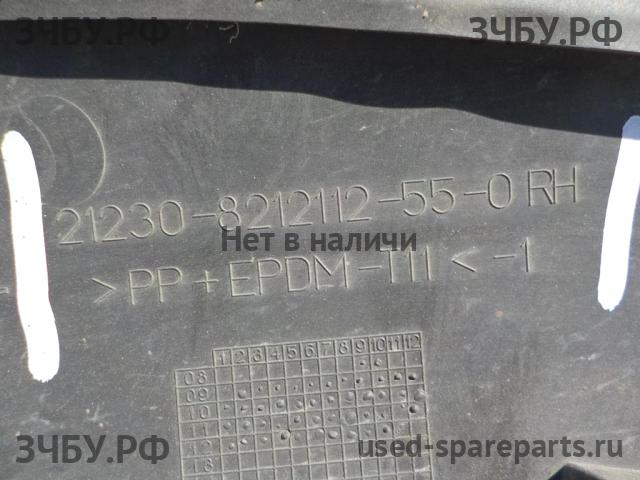 ЗЧБУ.РФ ЗЧБУ.РФ
21230-8212112-55-0 RH
Нет в наличи
>PP+EPDM-T11<-1
1 2 3 4 5 6 7 8 9 10 11 12
08
09
10
11
12
13
ЗЧБУ.РФ used-spareparts.ru